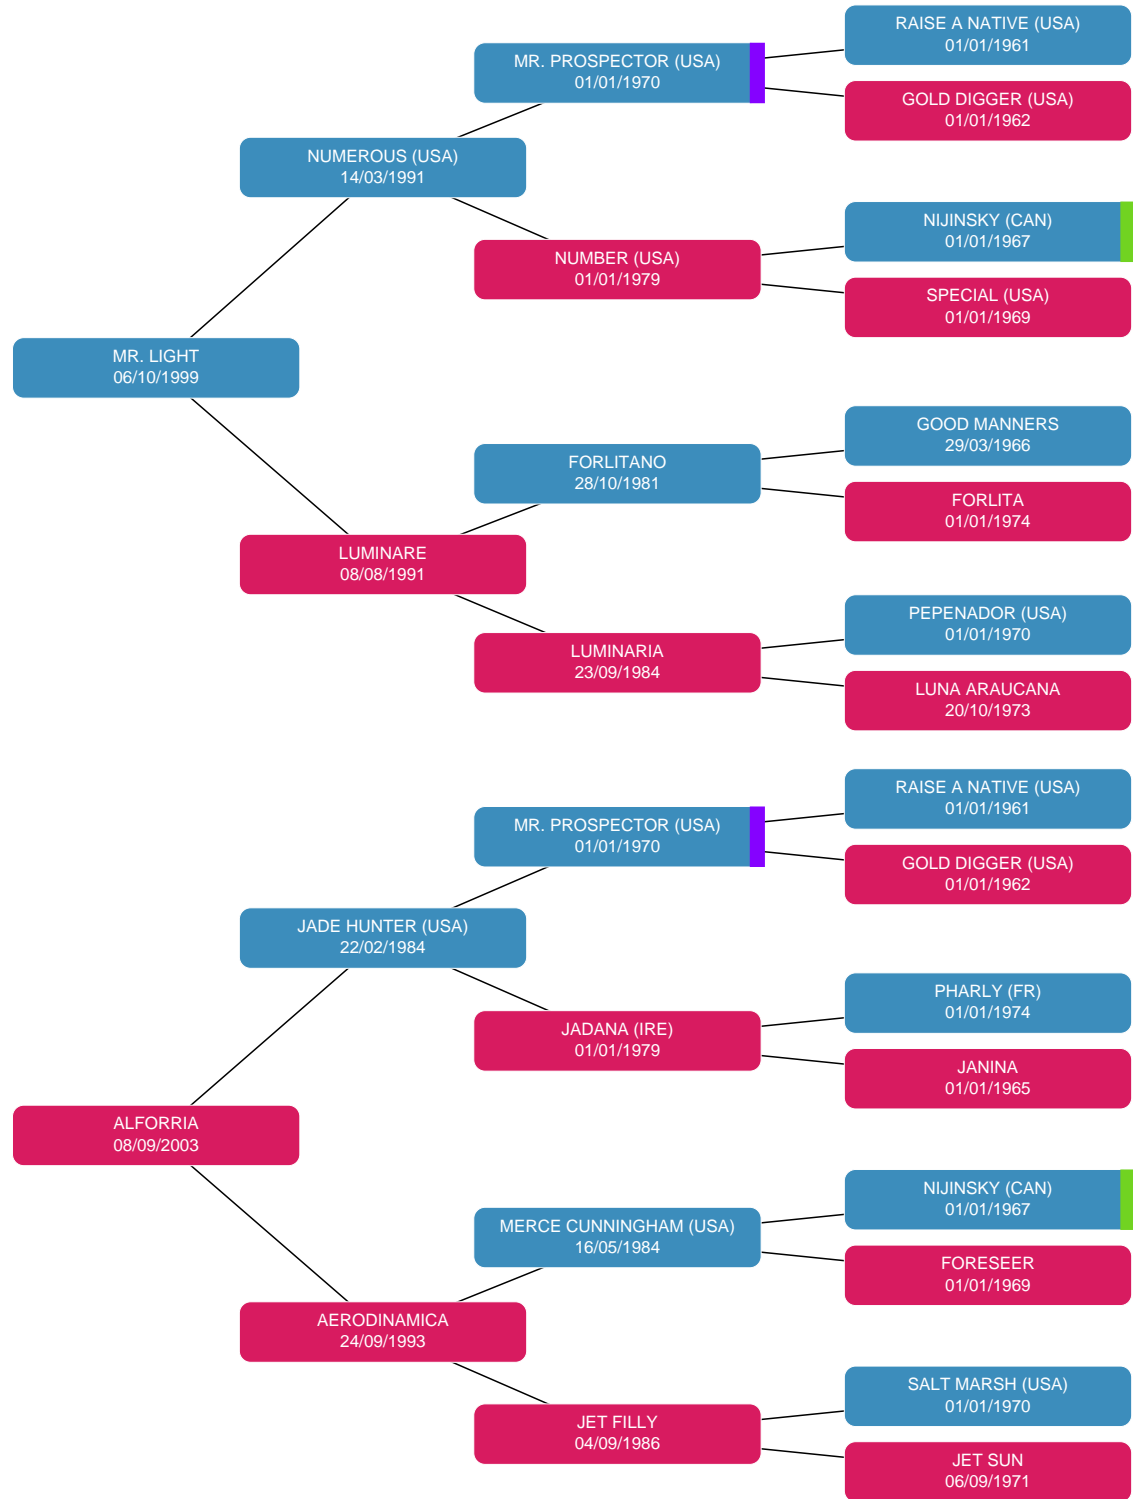 RAISE A NATIVE (USA)
01/01/1961
MR. PROSPECTOR (USA)
01/01/1970
GOLD DIGGER (USA)
01/01/1962
NUMEROUS (USA)
14/03/1991
NIJINSKY (CAN)
01/01/1967
NUMBER (USA)
01/01/1979
SPECIAL (USA)
01/01/1969
MR. LIGHT
06/10/1999
GOOD MANNERS
29/03/1966
FORLITANO
28/10/1981
FORLITA
01/01/1974
LUMINARE
08/08/1991
PEPENADOR (USA)
01/01/1970
LUMINARIA
23/09/1984
LUNA ARAUCANA
20/10/1973
RAISE A NATIVE (USA)
01/01/1961
MR. PROSPECTOR (USA)
01/01/1970
GOLD DIGGER (USA)
01/01/1962
JADE HUNTER (USA)
22/02/1984
PHARLY (FR)
01/01/1974
JADANA (IRE)
01/01/1979
JANINA
01/01/1965
ALFORRIA
08/09/2003
NIJINSKY (CAN)
01/01/1967
MERCE CUNNINGHAM (USA)
16/05/1984
FORESEER
01/01/1969
AERODINAMICA
24/09/1993
SALT MARSH (USA)
01/01/1970
JET FILLY
04/09/1986
JET SUN
06/09/1971